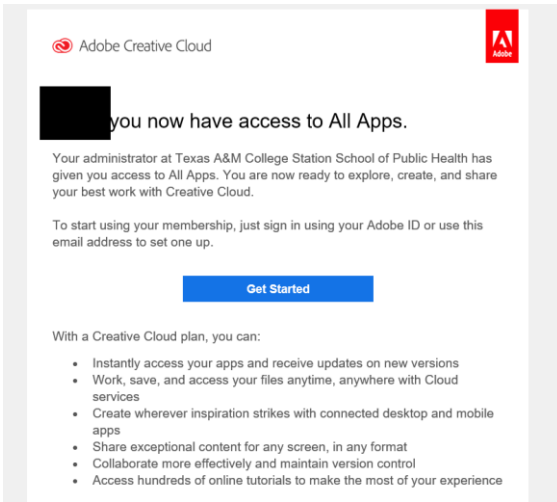 Adobe Creative Cloud
Adobe
you now have access to All Apps.
Your administrator at Texas A&M College Station School of Public Health has
given you access to All Apps. You are now ready to explore, create, and share
your best work with Creative Cloud.
To start using your membership, just sign in using your Adobe ID or use this
email address to set one up.
Get Started
With a Creative Cloud plan, you can:
• Instantly access your apps and receive updates on new versions
• Work, save, and access your files anytime, anywhere with Cloud
services
• Create wherever inspiration strikes with connected desktop and mobile
apps
• Share exceptional content for any screen, in any format
• Collaborate more effectively and maintain version control
• Access hundreds of online tutorials to make the most of your experience